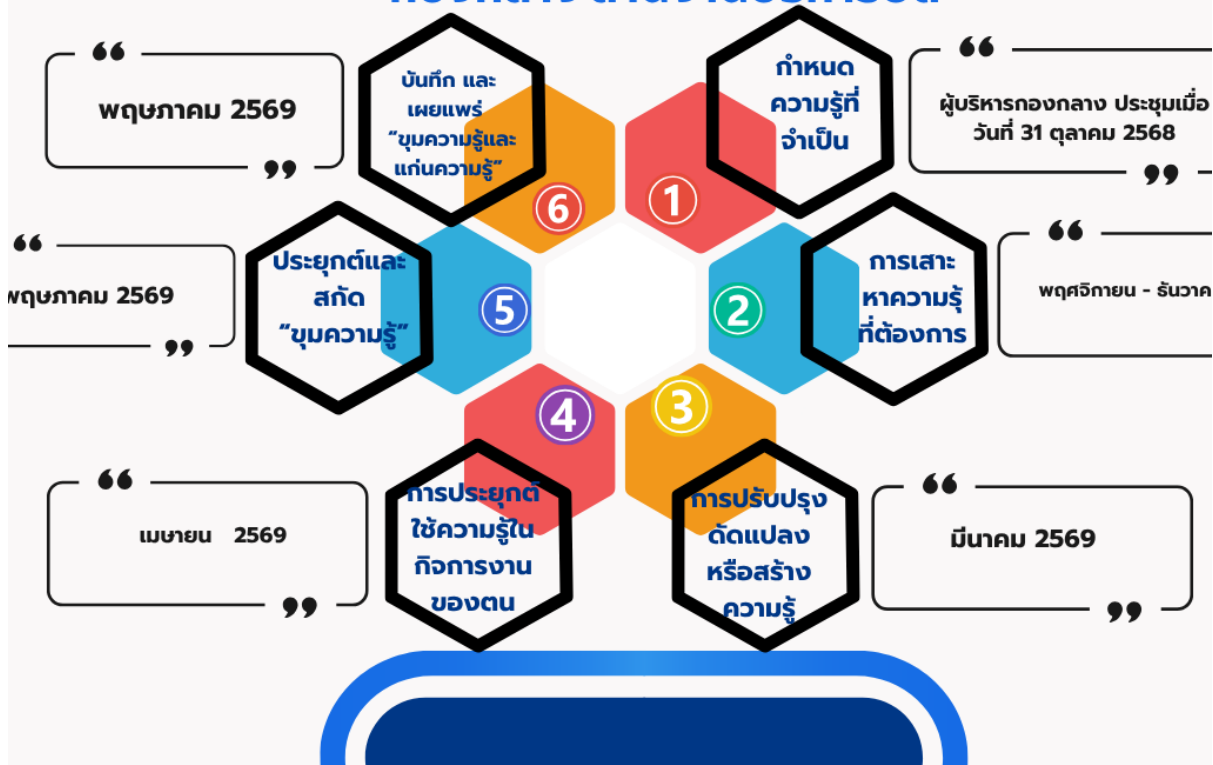 1
กำหนด
ความรู้ที่
จำเป็น
ผู้บริหารกองกลาง ประชุมเมื่อ
วันที่ 31 ตุลาคม 2568
2
การเสาะ
หาความรุ้
ที่ต้องการ
พฤศจิกายน -
3
การปรับปรุง
ดัดแปลง
หรือสร้าง
ความรู้
มีนาคม 2569
4
การประยุกต์
ใช้ความรู้ใน
กิจการงาน
ของตน
เมษายน 2569
5
ประยุกต์และ
สกัด
“ขุมความรู้”
พฤษภาคม 2569
6
บันทึก และ
เผยแพร่
“ขุมความรู้และ
แก่นความรู้”
พฤษภาคม 2569